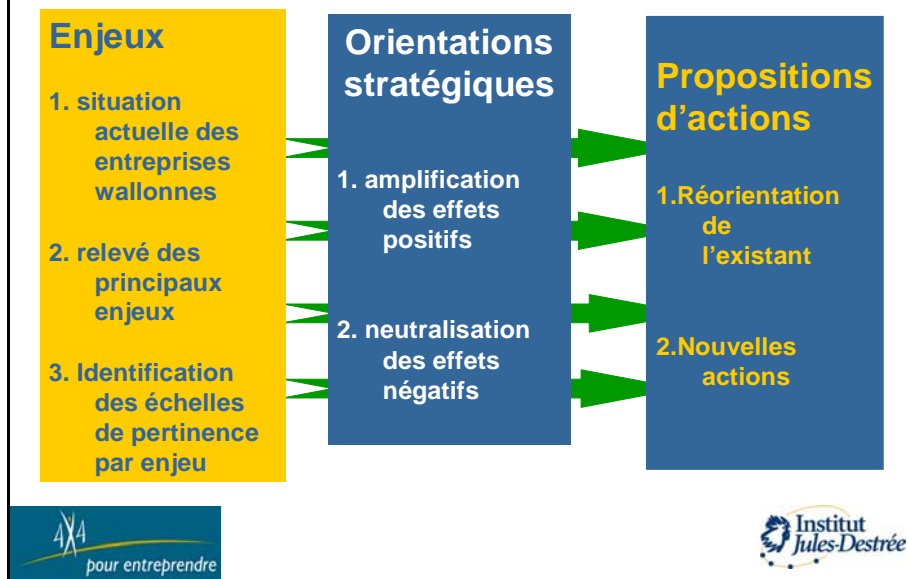 Enjeux
1. situation
actuelle des
entreprises
wallonnes
2. relevé des
principaux
enjeux
3. Identification
des échelles
de pertinence
par enjeu
Orientations
stratégiques
1. amplification
des effets
positifs
2. neutralisation
des effets
négatifs
Propositions
d’actions
1.Réorientation
de
l’existant
2.Nouvelles
actions
4X4
pour entreprendre
Institut
Jules-Destrée